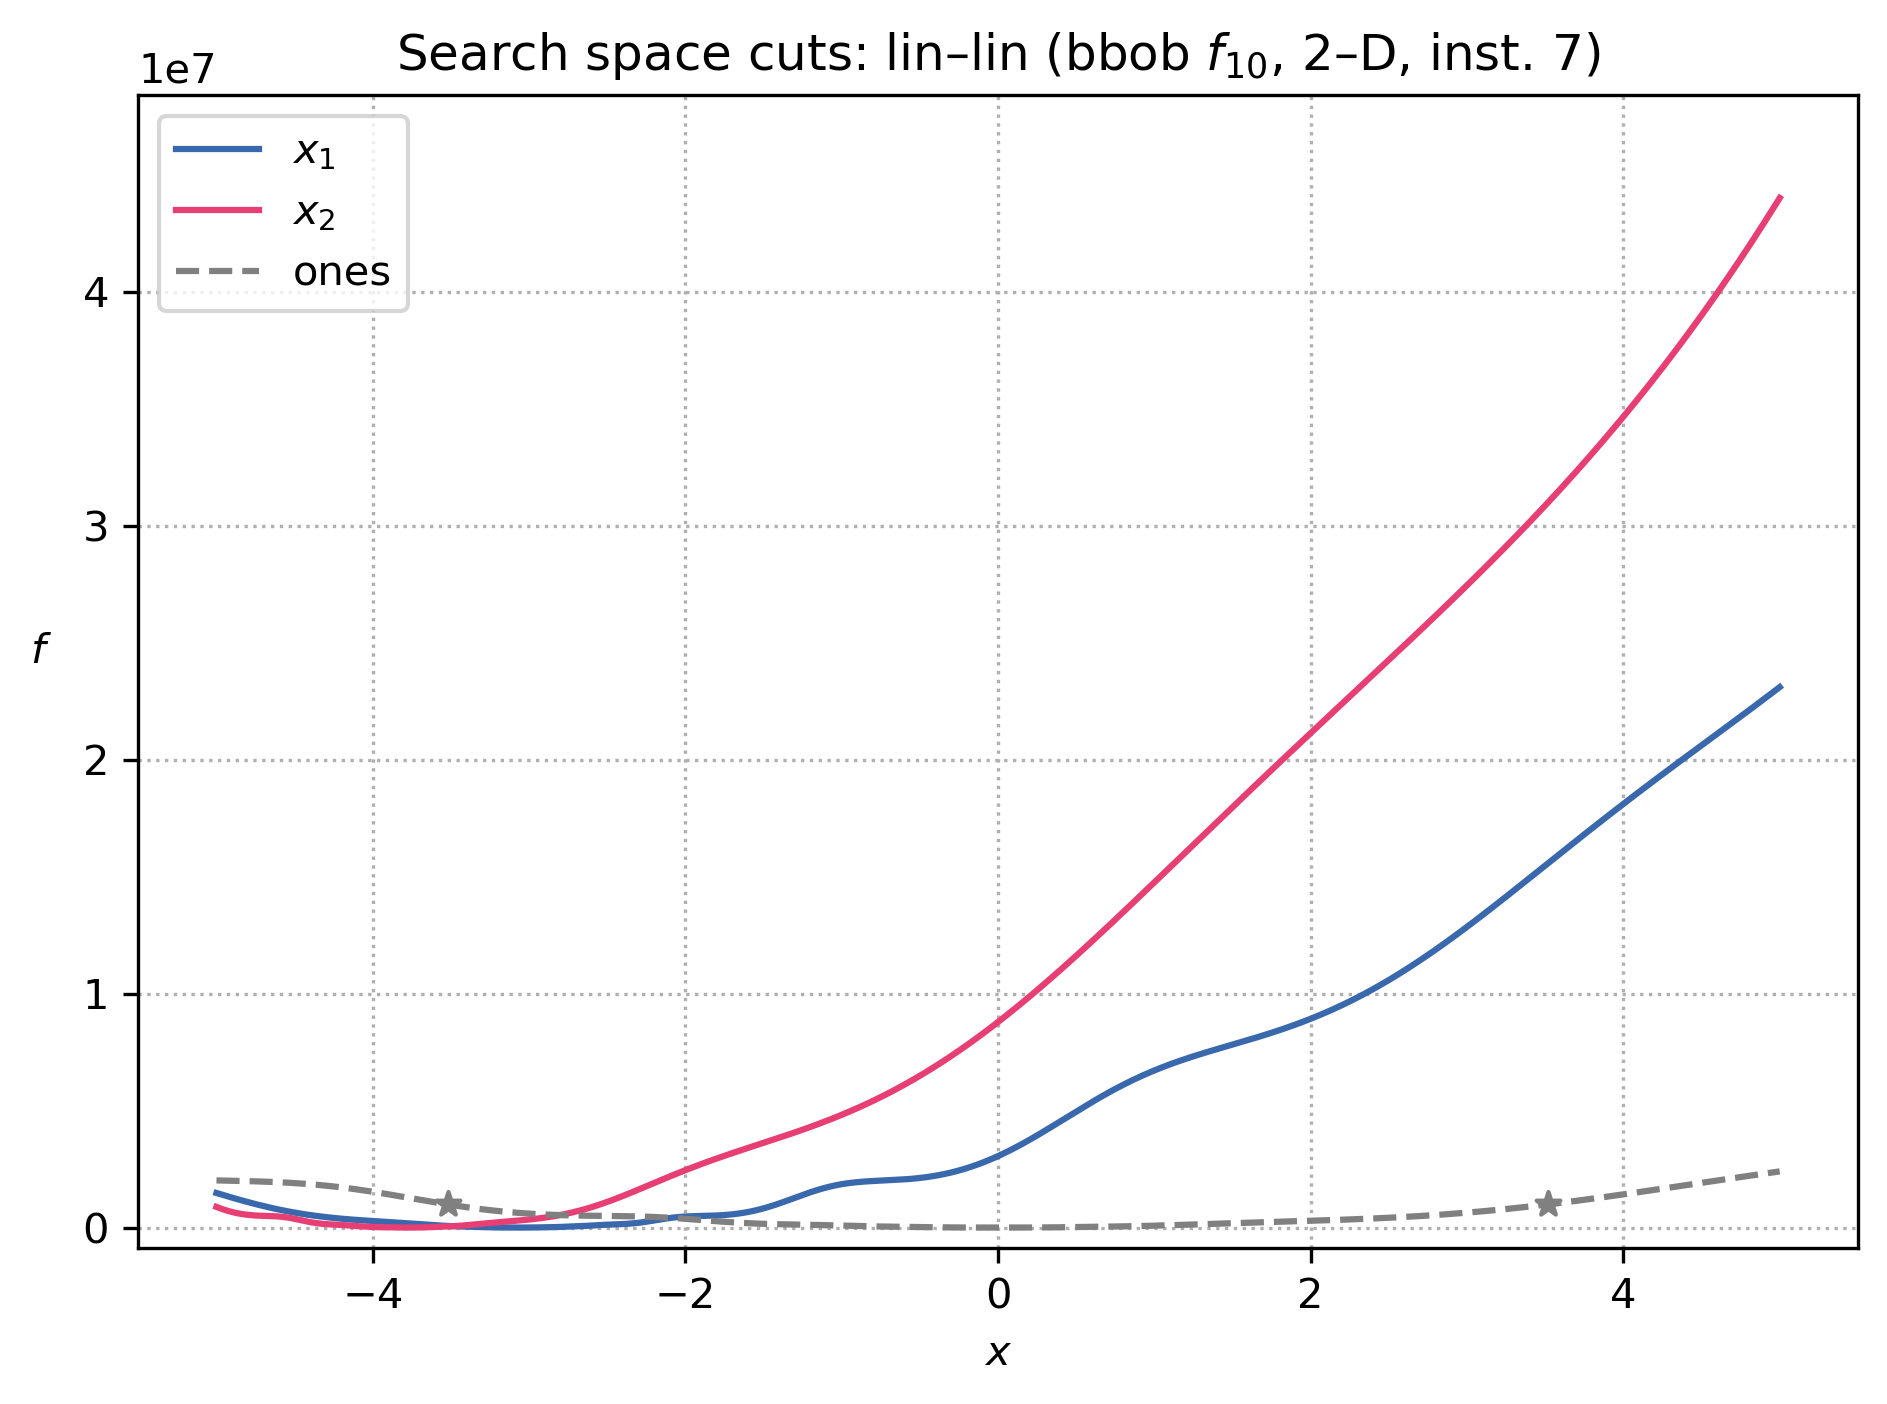 Search space cuts: lin–lin (bbob f₁₀, 2–D, inst. 7)
1e7
x₁
x₂
ones
4
3
2
1
0
f
−4 −2 0 2 4
x